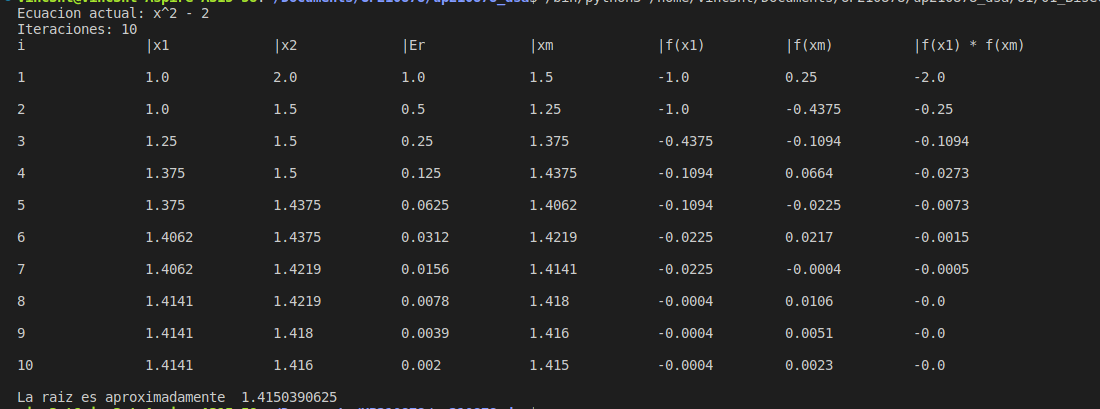 Ecuacion actual: x^2 - 2
Iteraciones: 10
i |x1 |x2 |Er |xm |f(x1) |f(xm) |f(x1) * f(xm)
1 1.0 2.0 1.0 1.5 -1.0 0.25 -2.0
2 1.0 1.5 0.5 1.25 -1.0 -0.4375 -0.25
3 1.25 1.5 0.25 1.375 -0.4375 -0.1094 -0.1094
4 1.375 1.5 0.125 1.4375 -0.1094 0.0664 -0.0273
5 1.375 1.4375 0.0625 1.4062 -0.1094 -0.0225 -0.0073
6 1.4062 1.4375 0.0312 1.4219 -0.0225 0.0217 -0.0015
7 1.4062 1.4219 0.0156 1.4141 -0.0225 -0.0004 -0.0005
8 1.4141 1.4219 0.0078 1.418 -0.0004 0.0106 -0.0
9 1.4141 1.418 0.0039 1.416 -0.0004 0.0051 -0.0
10 1.4141 1.416 0.002 1.415 -0.0004 0.0023 -0.0
La raiz es aproximadamente 1.4150390625